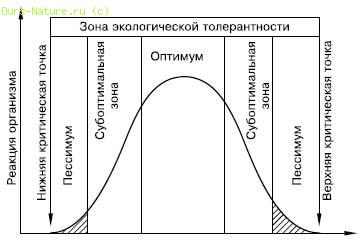 Ours-Nature.ru (c)
Зона экологической толерантности
Реакция организма
Нижняя критическая точка
Пессимум
Субоптимальная
зона
Оптимум
Субоптимальная
зона
Пессимум
Верхняя критическая точка